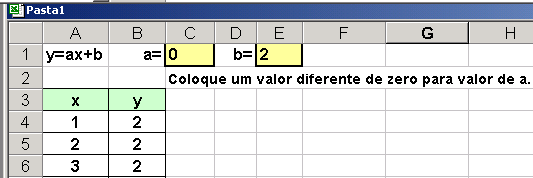 Pasta1
A B C D E F G H
1 y=ax+b a= 0 b= 2
2 Coloque um valor diferente de zero para valor de a.
3 x y
4 1 2
5 2 2
6 3 2